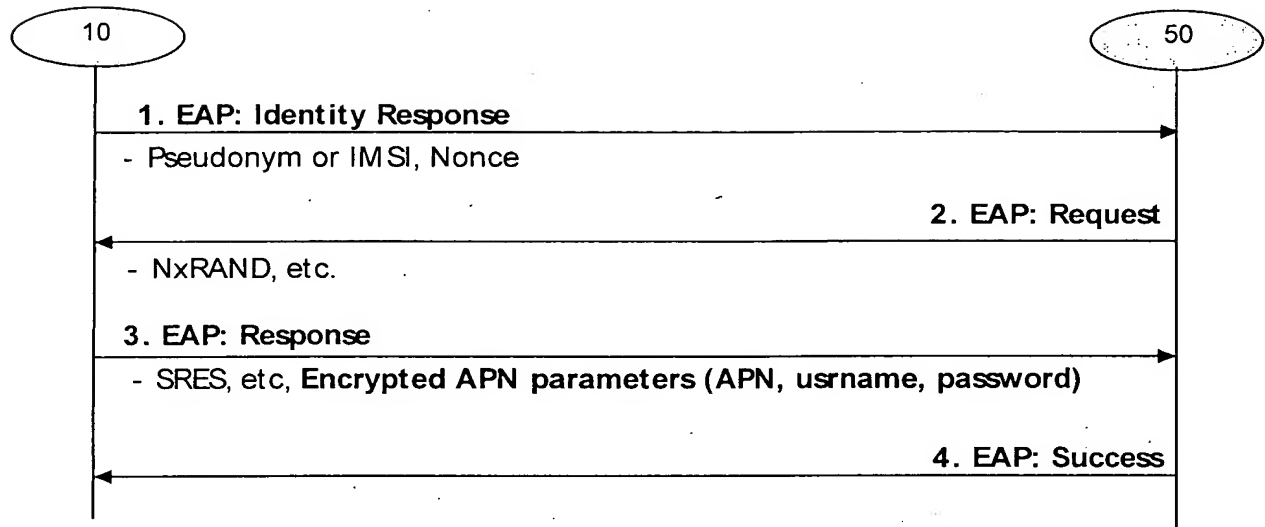 10
50
1. EAP: Identity Response
- Pseudonym or IMSI, Nonce
2. EAP: Request
- NxRAND, etc.
3. EAP: Response
- SRES, etc, Encrypted APN parameters (APN, usrname, password)
4. EAP: Success